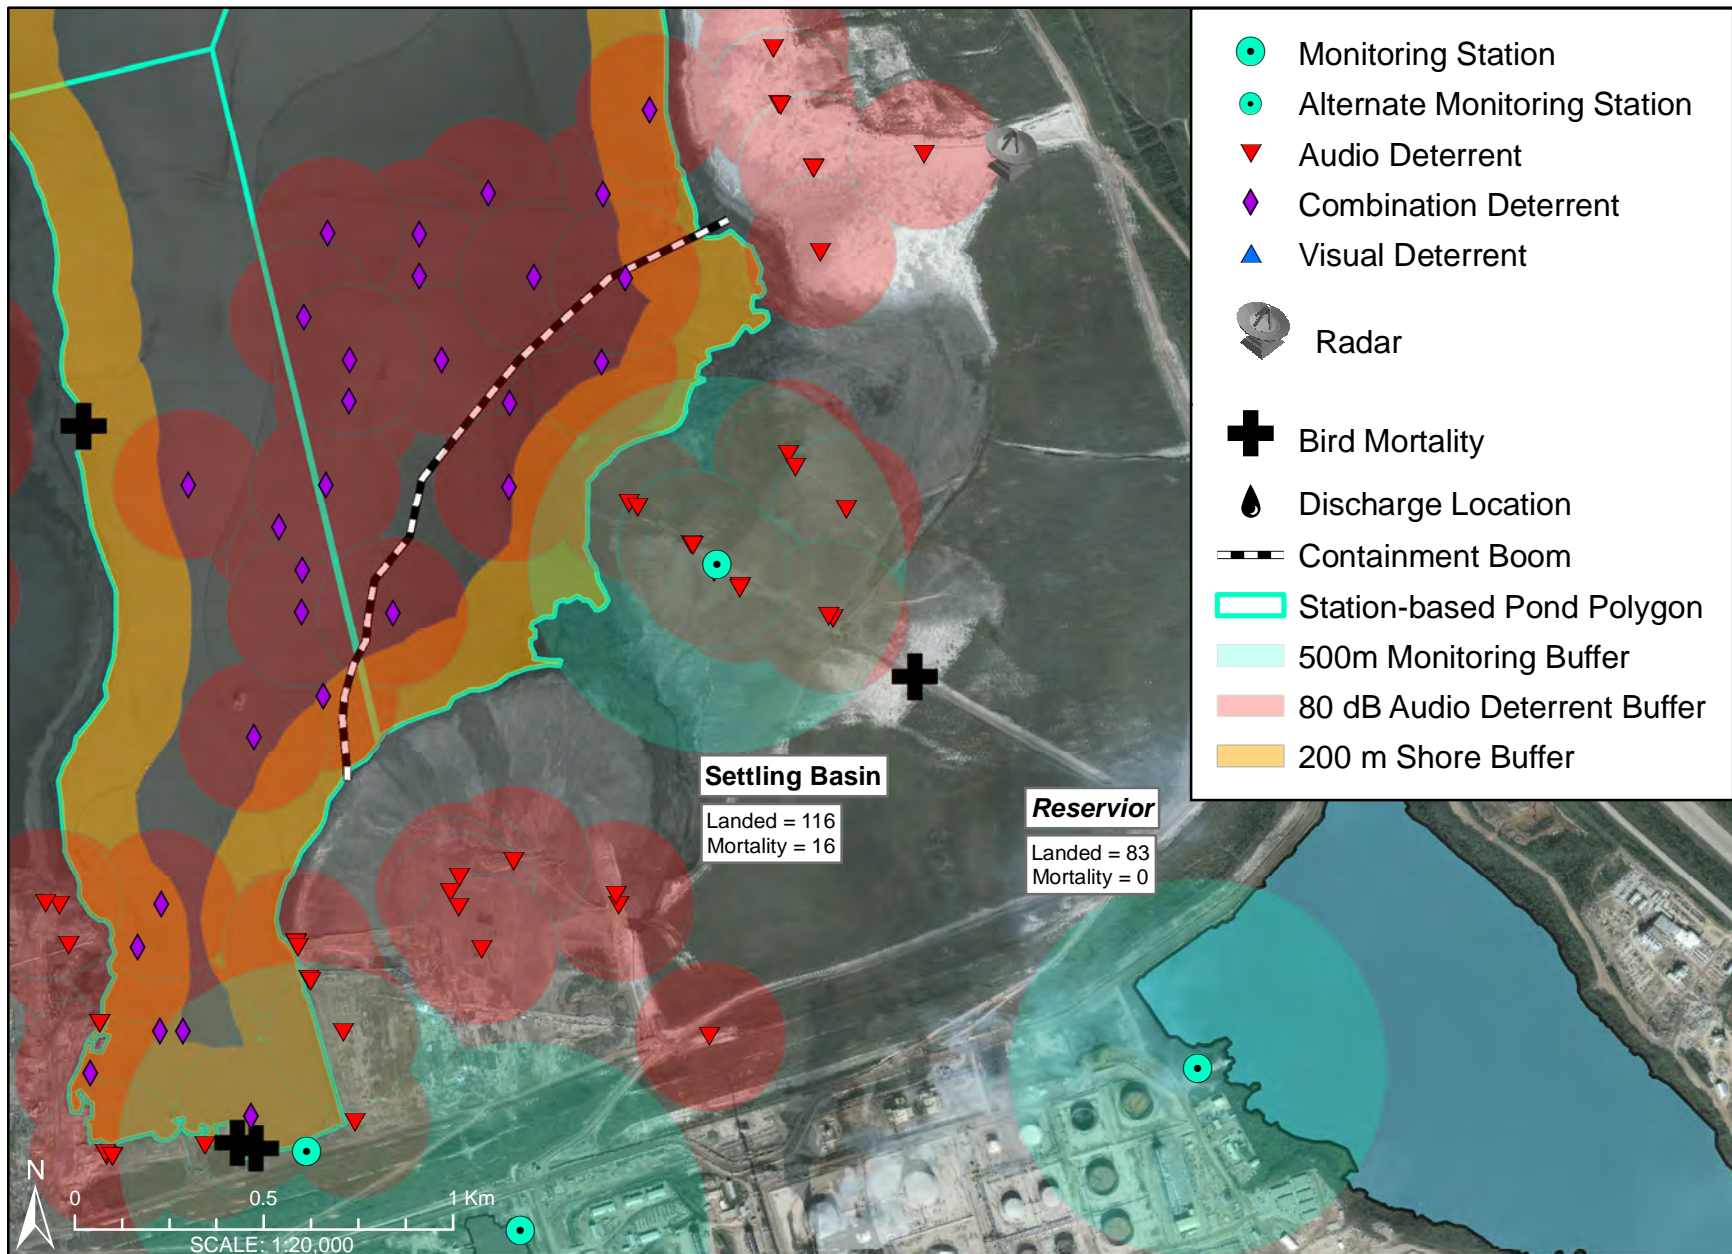 Monitoring Station
Alternate Monitoring Station
Audio Deterrent
Combination Deterrent
Visual Deterrent
Radar
Bird Mortality
Discharge Location
Containment Boom
Station-based Pond Polygon
500m Monitoring Buffer
80 dB Audio Deterrent Buffer
200 m Shore Buffer
Settling Basin
Landed = 116
Mortality = 16
Reservior
Landed = 83
Mortality = 0
N
0 0.5 1 Km
SCALE: 1:20,000